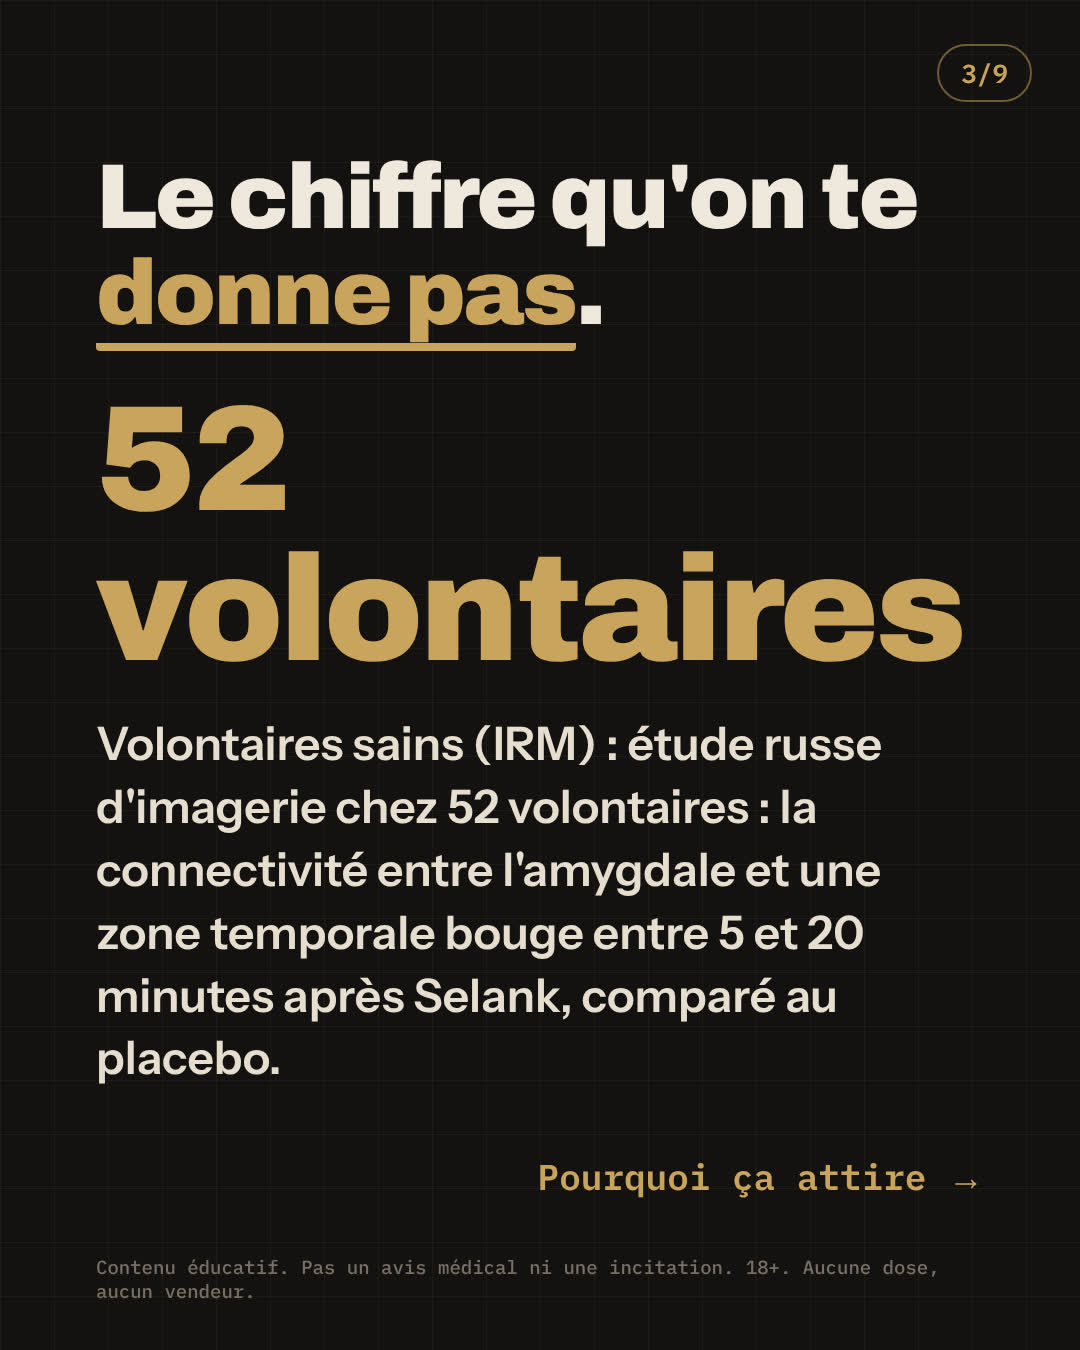 3/9
Le chiffre qu'on te
donne pas.
52
volontaires
Volontaires sains (IRM) : étude russe
d'imagerie chez 52 volontaires : la
connectivité entre l'amygdale et une
zone temporale bouge entre 5 et 20
minutes après Selank, comparé au
placebo.
Pourquoi ça attire →
Contenu éducatif. Pas un avis médical ni une incitation. 18+. Aucune dose,
aucun vendeur.